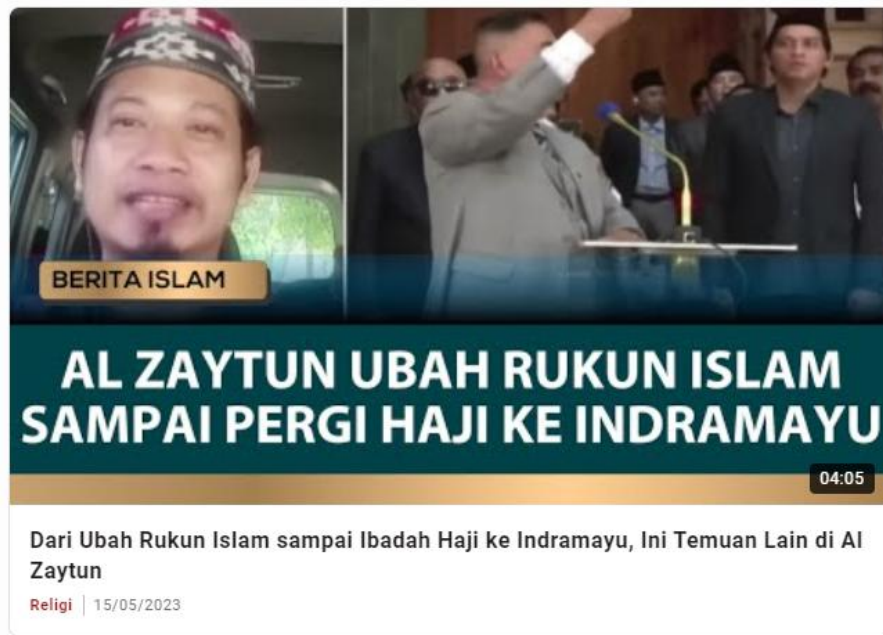 BERITA ISLAM
AL ZAYTUN UBAH RUKUN ISLAM
SAMPAI PERGI HAJI KE INDRAMAYU
04:05
Dari Ubah Rukun Islam sampai Ibadah Haji ke Indramayu, Ini Temuan Lain di Al
Zaytun
Religi | 15/05/2023